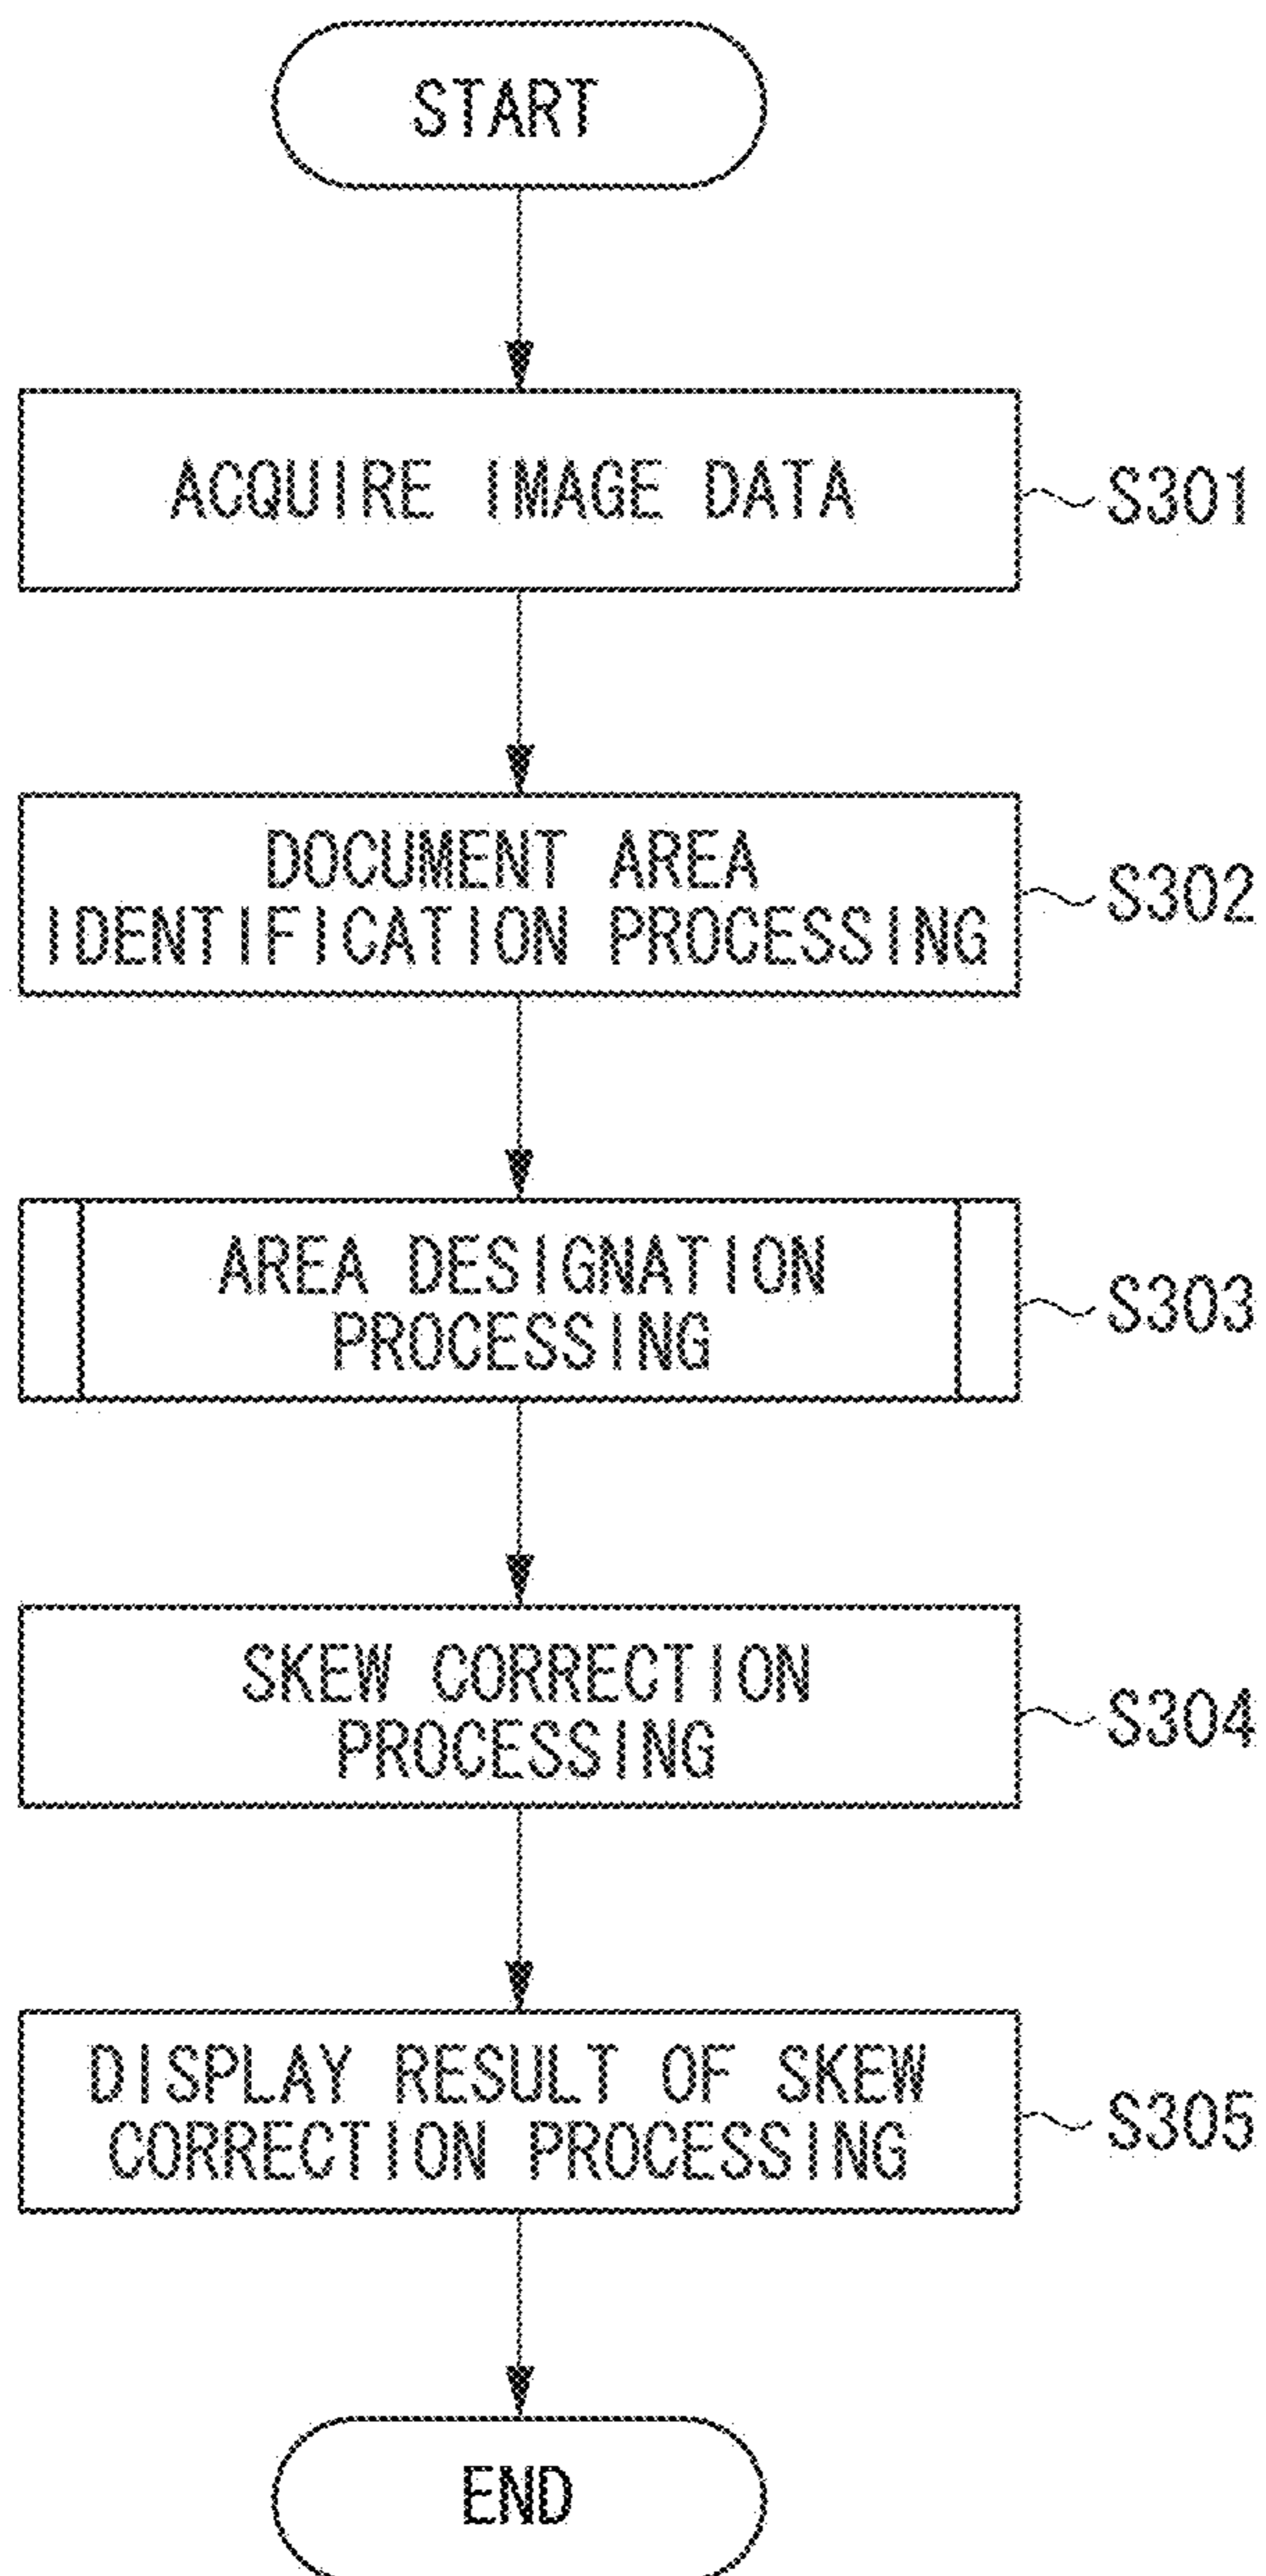 START
ACQUIRE IMAGE DATA
S301
DOCUMENT AREA
IDENTIFICATION PROCESSING
S302
AREA DESIGNATION
PROCESSING
S303
SKEW CORRECTION
PROCESSING
S304
DISPLAY RESULT OF SKEW
CORRECTION PROCESSING
S305
END